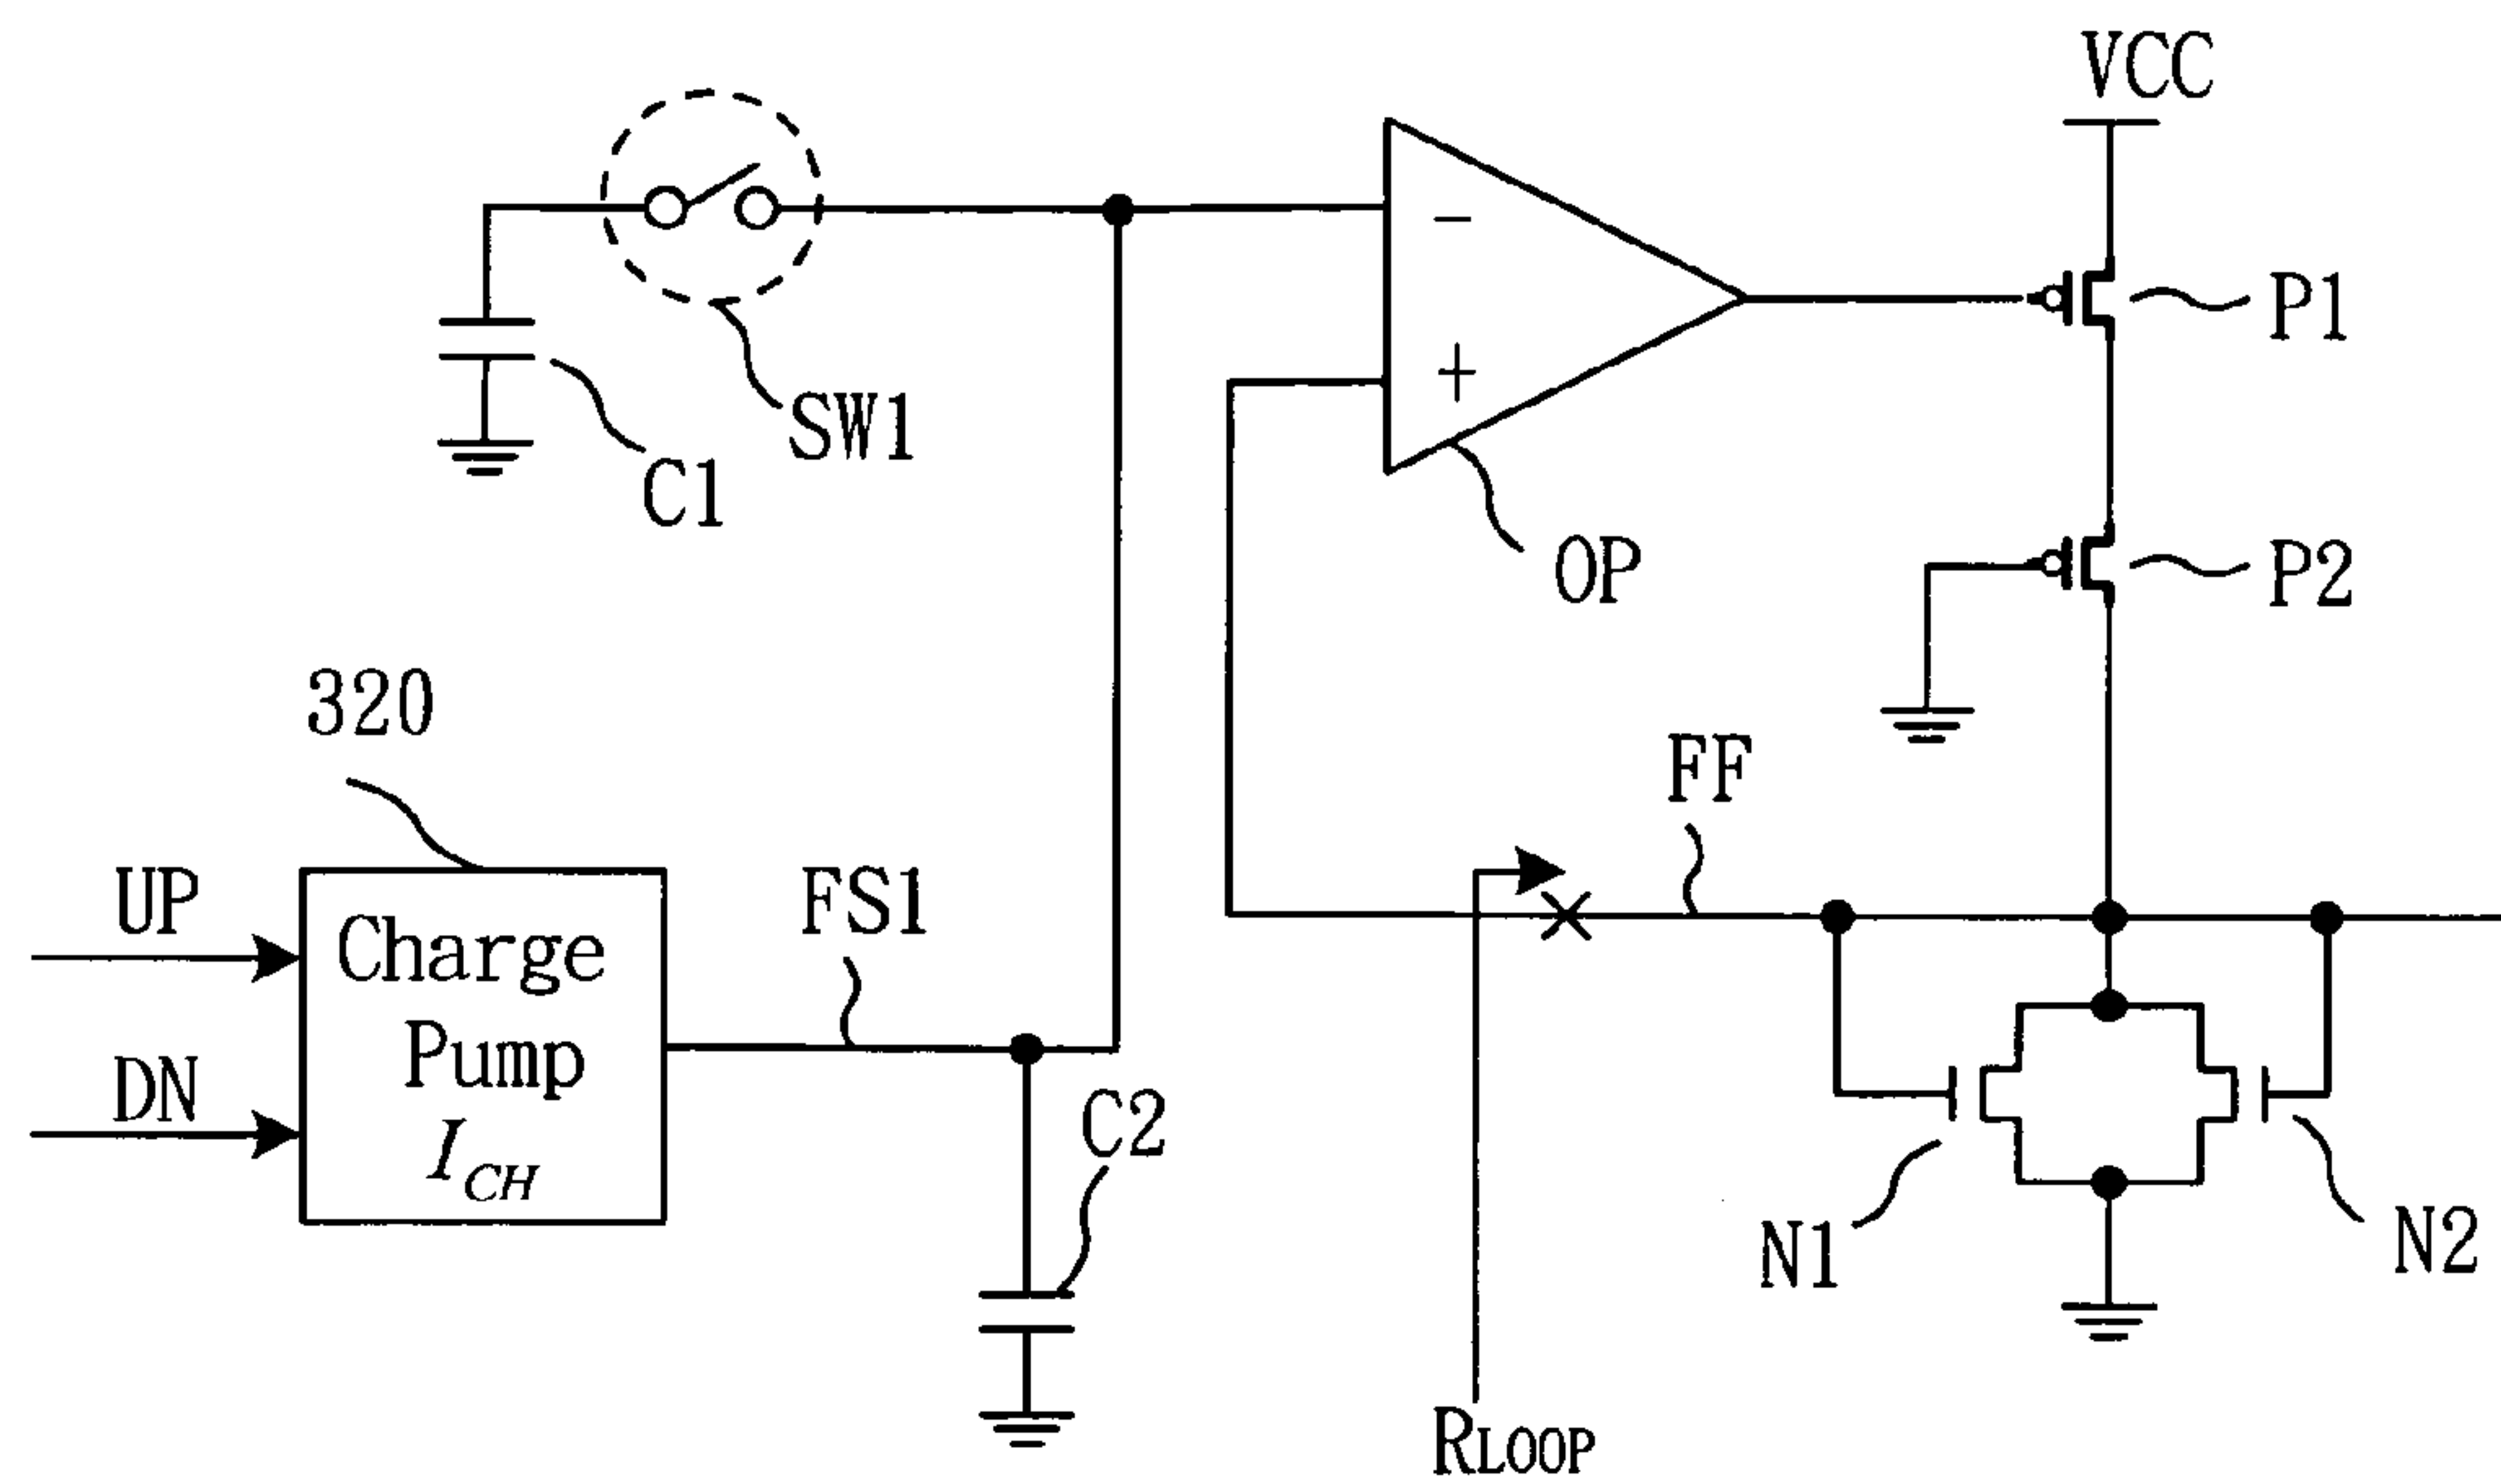 VCC
−
P1
SW1
+
C1
OP
P2
320
FF
UP
FS1
Charge
Pump
DN
I_CH
C2
N1
N2
RLOOP